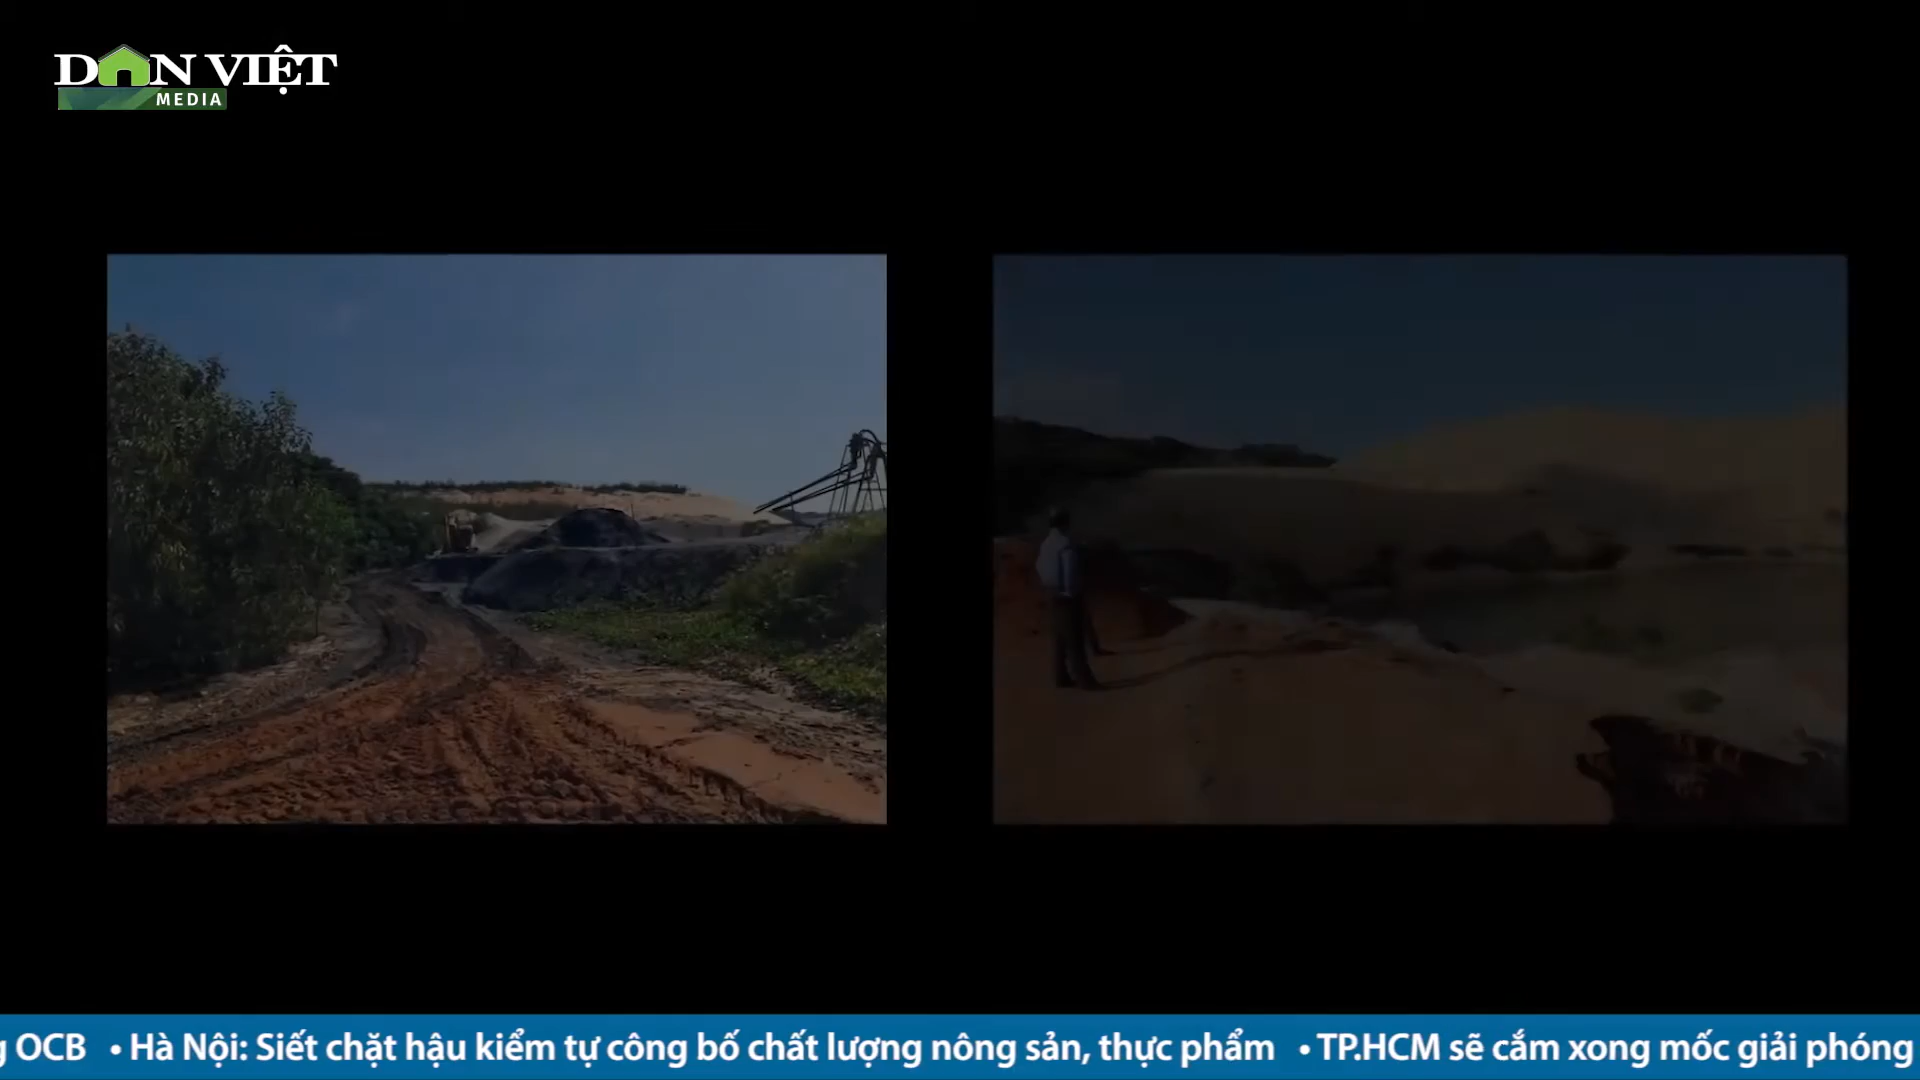 DÂN VIỆT
MEDIA
g OCB • Hà Nội: Siết chặt hậu kiểm tự công bố chất lượng nông sản, thực phẩm • TP.HCM sẽ cắm xong mốc giải phóng